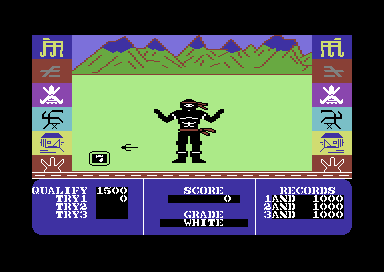 QUALIFY 1500
TRY1 0
TRY2
TRY3
SCORE
0
GRADE
WHITE
RECORDS
1AND 1000
2AND 1000
3AND 1000